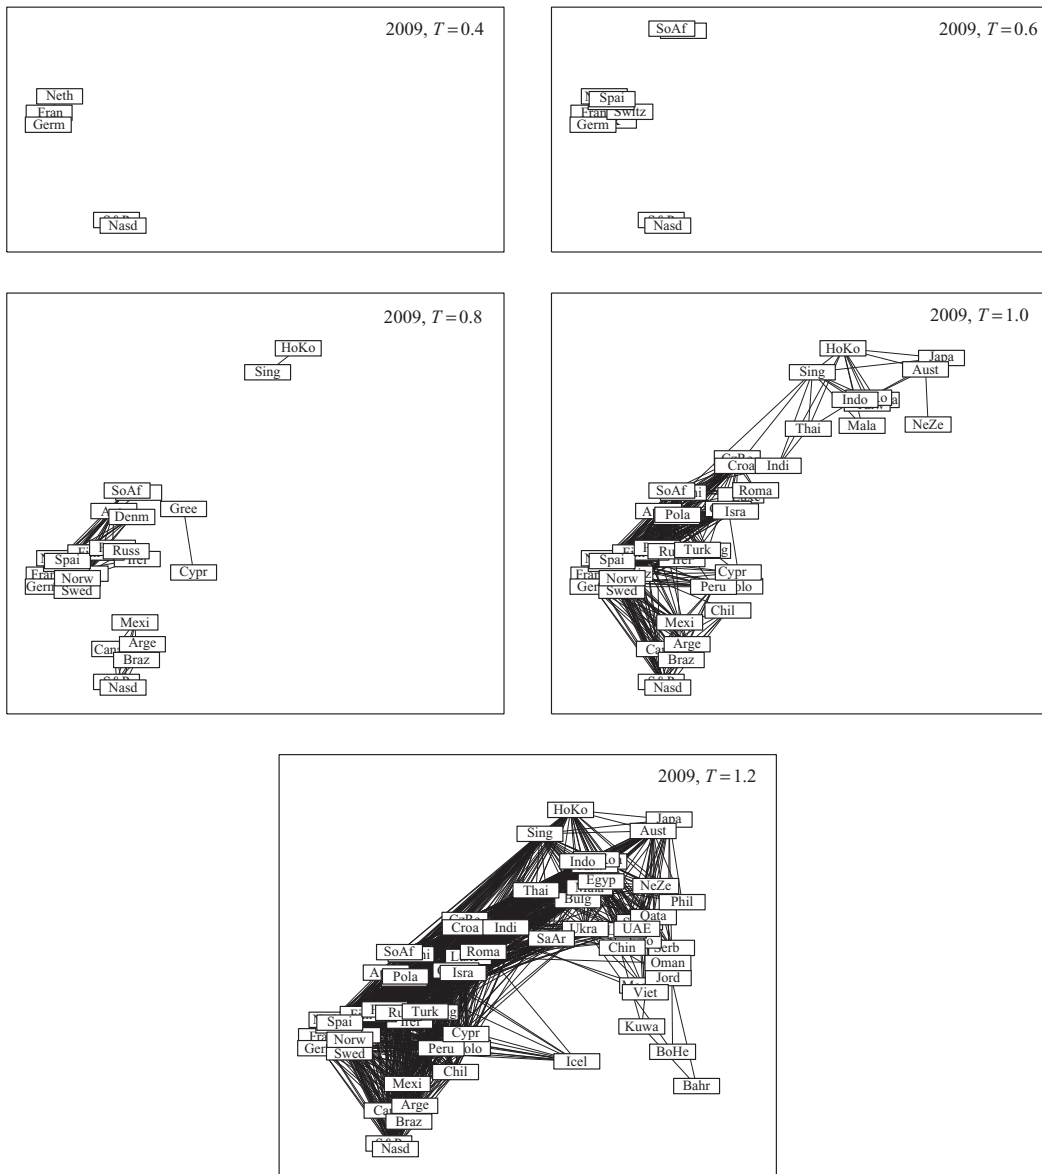 2009, T=0.4
Neth
Fran
Germ
Nasd
2009, T=0.6
SoAf
Spai
Switz
Fran
Germ
Nasd
2009, T=0.8
HoKo
Sing
SoAf
Gree
Denm
Russ
Spai
Cypr
Norw
Swed
Mexi
Arge
Braz
Nasd
2009, T=1.0
HoKo
Japa
Sing
Aust
Indo
Thai
Mala
NeZe
Croa
Indi
SoAf
Roma
Pola
Isra
Turk
Spai
Cypr
Norw
Peru
Swed
Chil
Mexi
Arge
Braz
Nasd
2009, T=1.2
HoKo
Japa
Sing
Aust
Indo
Egyp
Thai
NeZe
Bulg
Phil
Qata
Croa
Indi
Ukra
UAE
SaAr
Chin
Serb
SoAf
Roma
Oman
Pola
Isra
Jord
Viet
Turk
Spai
Kuwa
Cypr
Norw
Peru
Swed
BoHe
Icel
Chil
Mexi
Bahr
Arge
Braz
Nasd